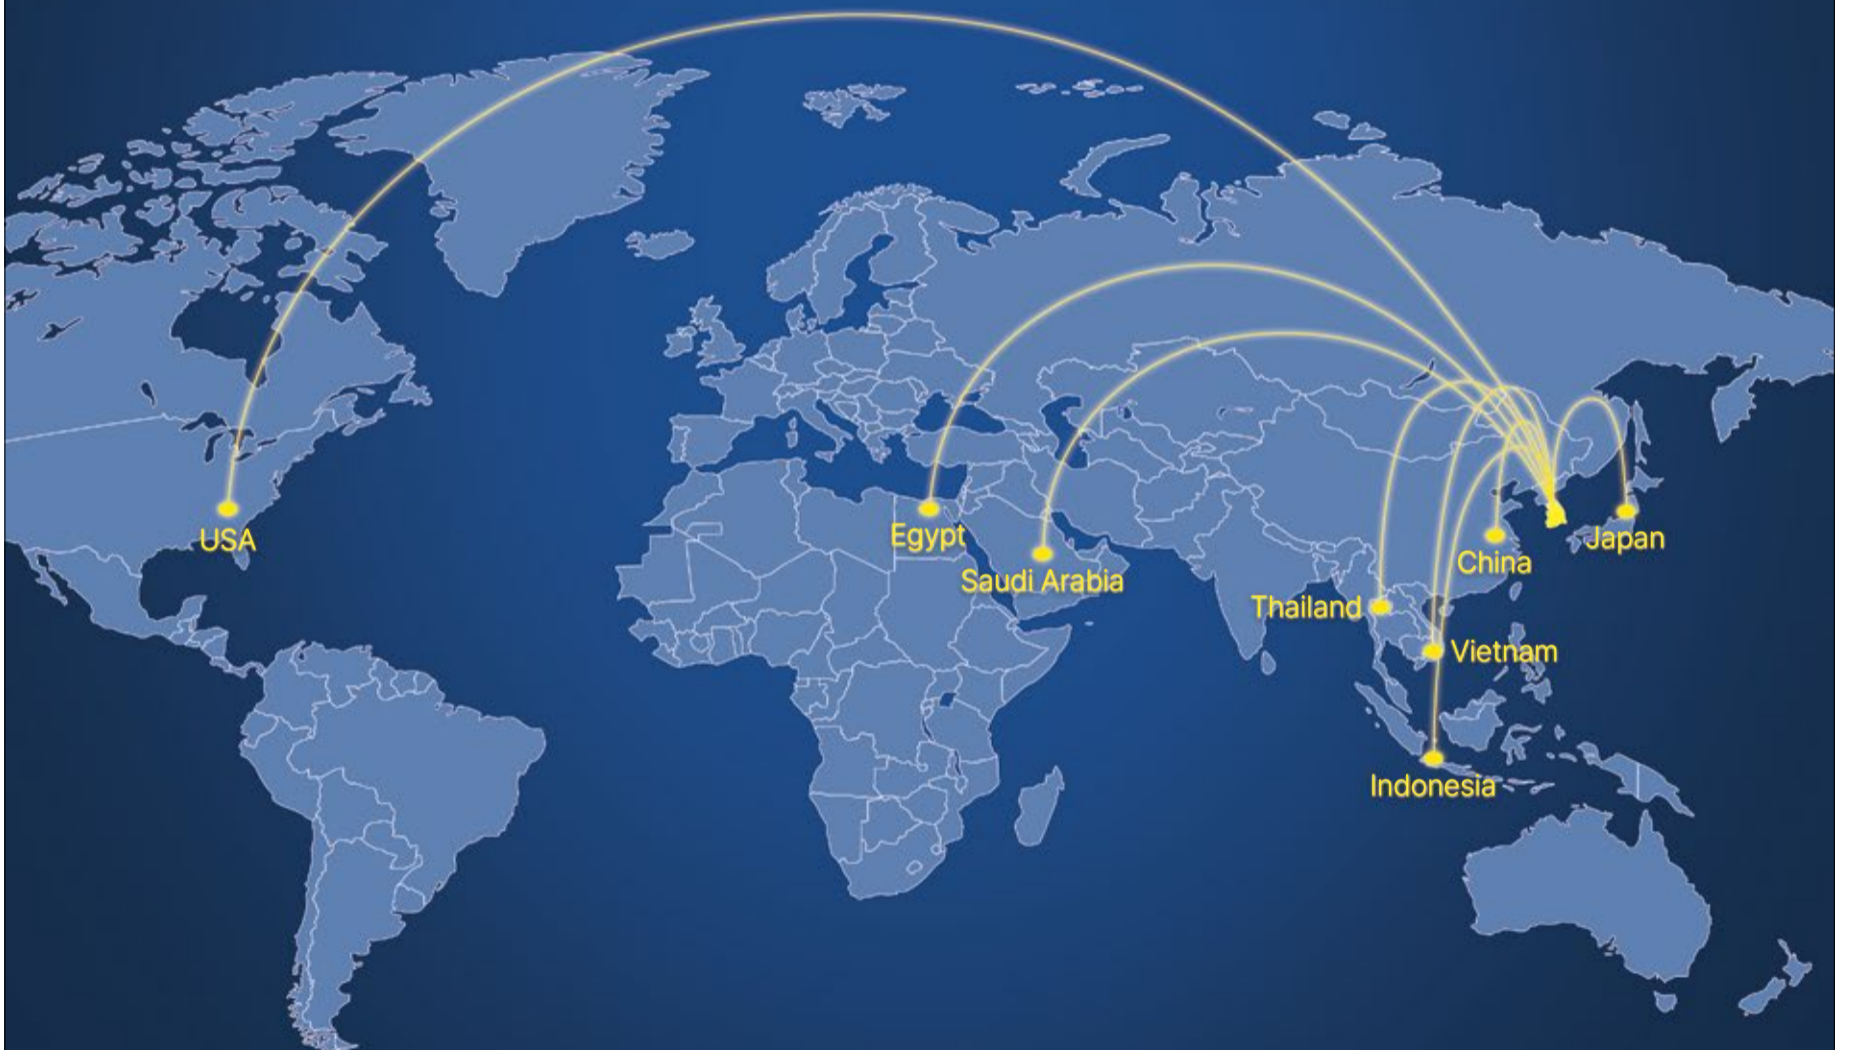 USA
Egypt
Japan
China
Saudi Arabia
Thailand
Vietnam
Indonesia